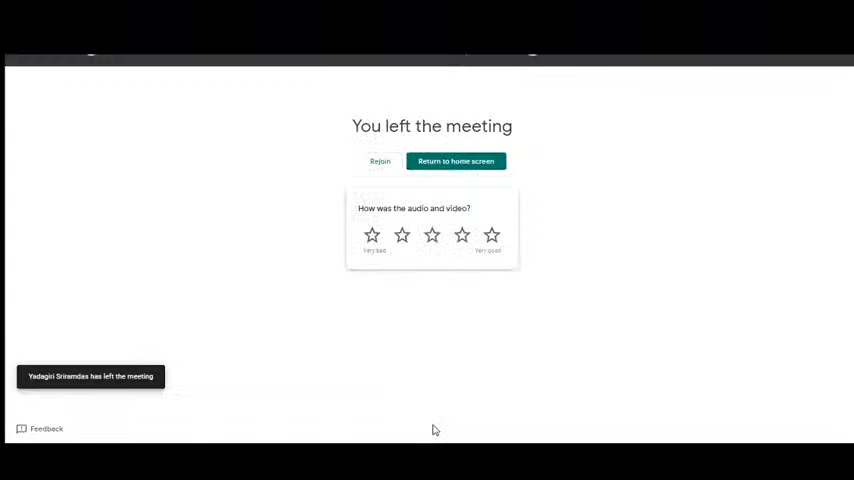 You left the meeting
Rejoin Return to home screen
How was the audio and video?
Very bad Very good
Yadagiri Sriramdas has left the meeting
Feedback